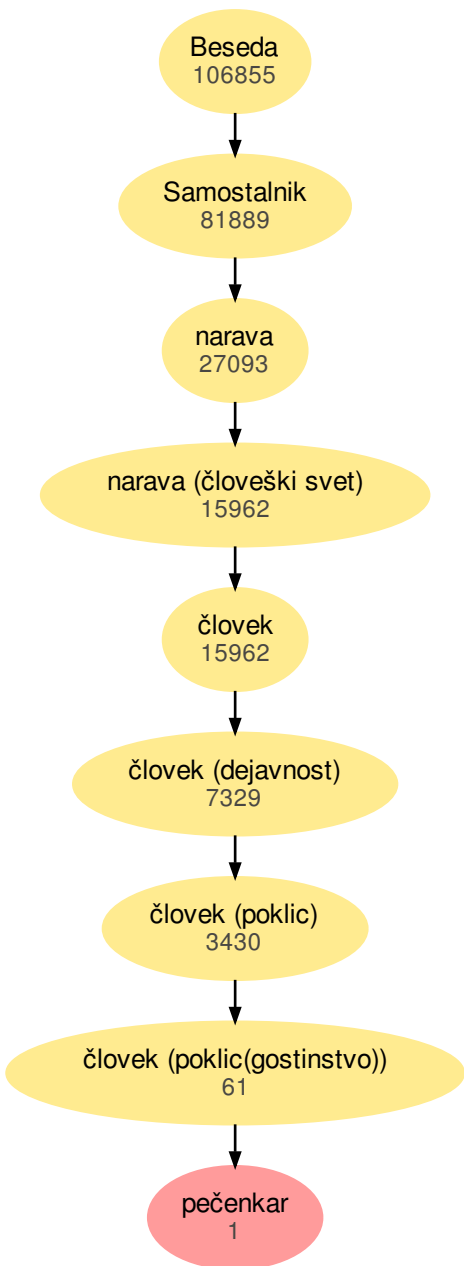 Beseda
106855
Samostalnik
81889
narava
27093
narava (človeški svet)
15962
človek
15962
človek (dejavnost)
7329
človek (poklic)
3430
človek (poklic(gostinstvo))
61
pečenkar
1